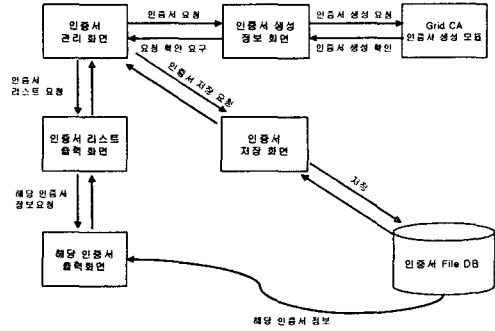 인증서
관리 화면
인증서 요청
요청 확인 요구
인증서 생성
정보 화면
인증서 생성 요청
인증서 생성 확인
Grid CA
인증서 생성 모듈
인증서
리스트 요청
인증서 저장 요청
인증서 리스트
출력 화면
인증서
저장 화면
해당 인증서
정보요청
저장
해당 인증서
출력화면
인증서 File DB
해당 인증서 정보